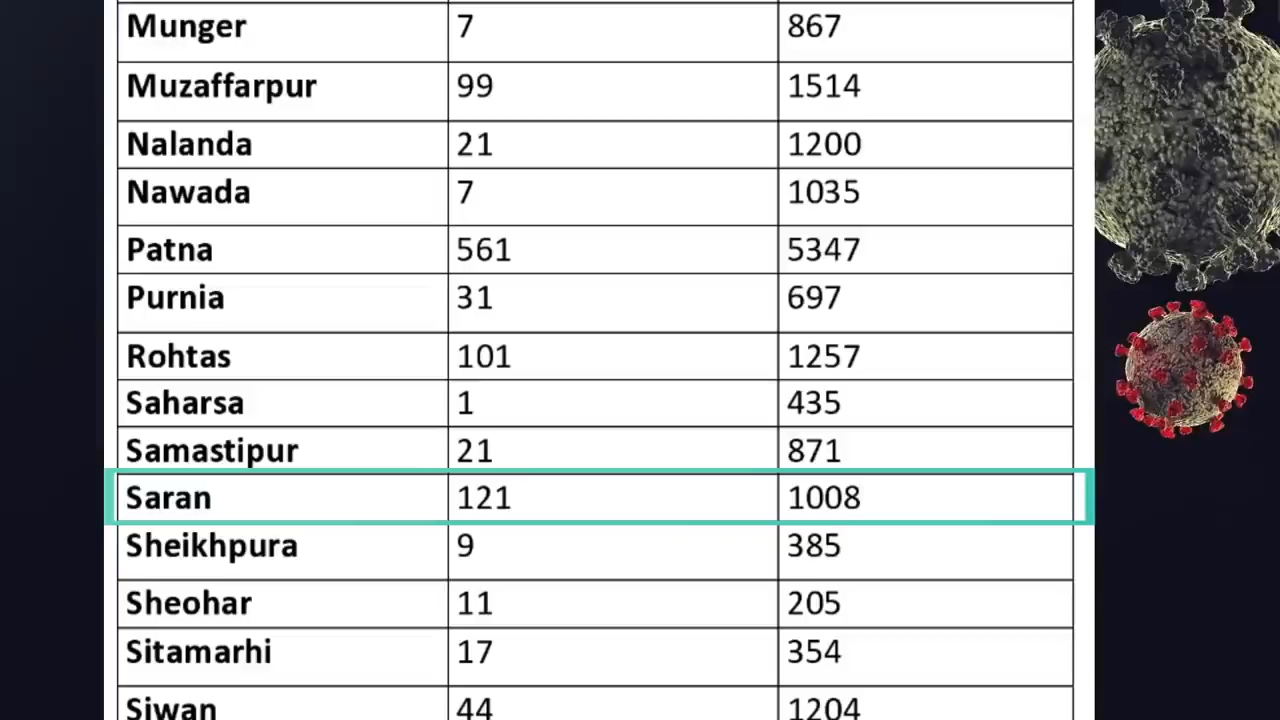 Munger 7 867
Muzaffarpur 99 1514
Nalanda 21 1200
Nawada 7 1035
Patna 561 5347
Purnia 31 697
Rohtas 101 1257
Saharsa 1 435
Samastipur 21 871
Saran 121 1008
Sheikhpura 9 385
Sheohar 11 205
Sitamarhi 17 354
Siwan 44 1204